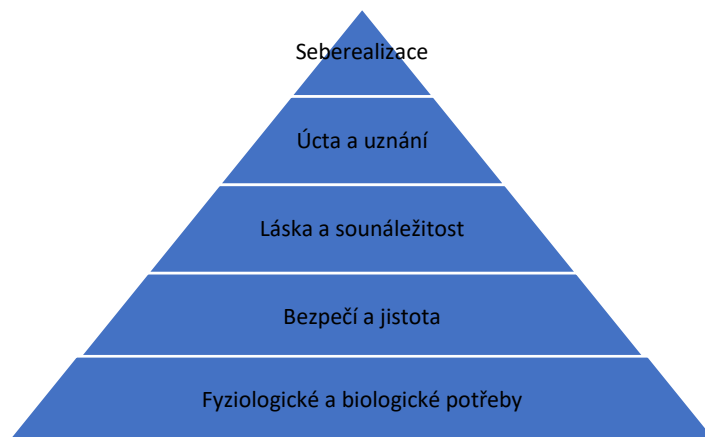 Seberealizace
Úcta a uznání
Láska a sounáležitost
Bezpečí a jistota
Fyziologické a biologické potřeby